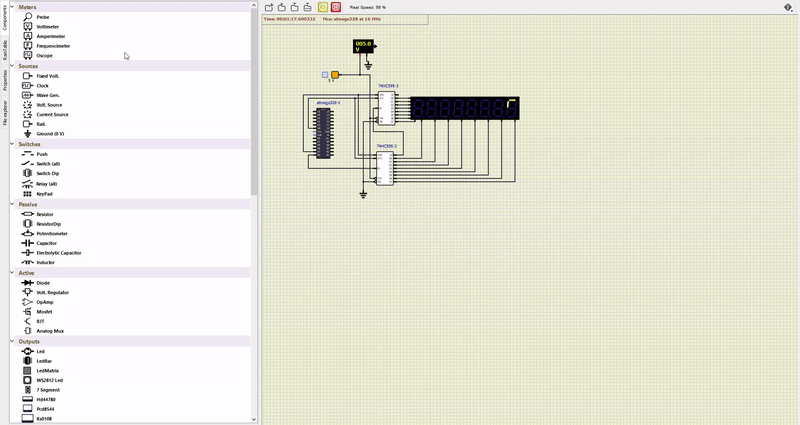 Components
RamTable
Properties
File explorer
Meters
Probe
Voltimeter
Amperimeter
Frequencimeter
Oscope
Sources
Fixed Volt.
Clock
Wave Gen.
Volt. Source
Current Source
Rail.
Ground (0 V)
Switches
Push
Switch (all)
Switch Dip
Relay (all)
KeyPad
Passive
Resistor
ResistorDip
Potentiometer
Capacitor
Electrolytic Capacitor
Inductor
Active
Diode
Volt. Regulator
OpAmp
Mosfet
BJT
Analog Mux
Outputs
Led
LedBar
LedMatrix
WS2812 Led
7 Segment
Hd44780
Pcd8544
Ks0108
Real Speed: 99 %
Time: 00:01:17.600232 Mcu: atmega328 at 16 MHz
005.0
V
5 V
74HC595-3
atmega328-1
74HC595-2